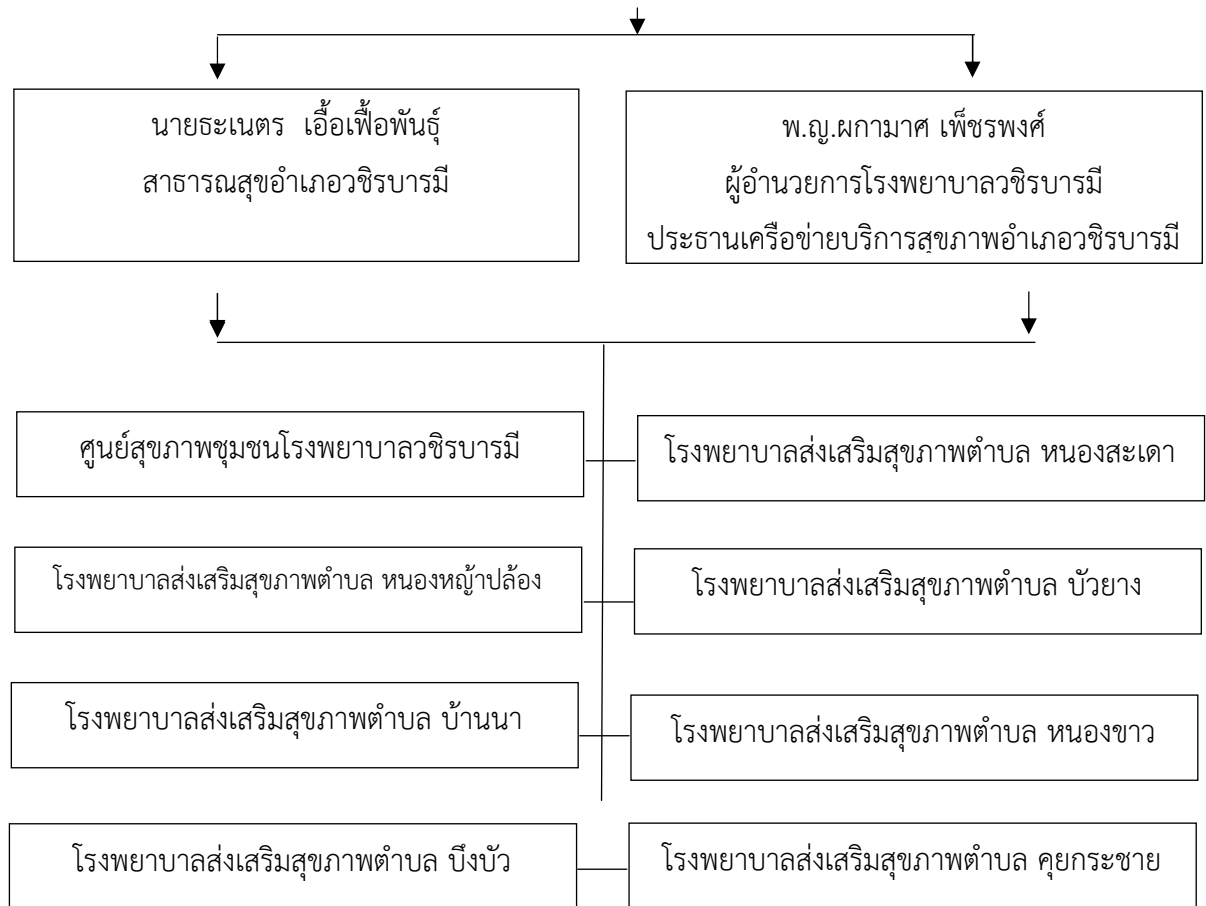 นายธะเนตร เอื้อเฟื้อพันธุ์
สาธารณสุขอำเภอวชิรบารมี
พ.ญ.ผกามาศ เพ็ชรพงศ์
ผู้อำนวยการโรงพยาบาลวชิรบารมี
ประธานเครือข่ายบริการสุขภาพอำเภอวชิรบารมี
ศูนย์สุขภาพชุมชนโรงพยาบาลวชิรบารมี
โรงพยาบาลส่งเสริมสุขภาพตำบล หนองสะเดา
โรงพยาบาลส่งเสริมสุขภาพตำบล หนองหญ้าปล้อง
โรงพยาบาลส่งเสริมสุขภาพตำบล บัวยาง
โรงพยาบาลส่งเสริมสุขภาพตำบล บ้านนา
โรงพยาบาลส่งเสริมสุขภาพตำบล หนองขาว
โรงพยาบาลส่งเสริมสุขภาพตำบล บึงบัว
โรงพยาบาลส่งเสริมสุขภาพตำบล คุยกระชาย